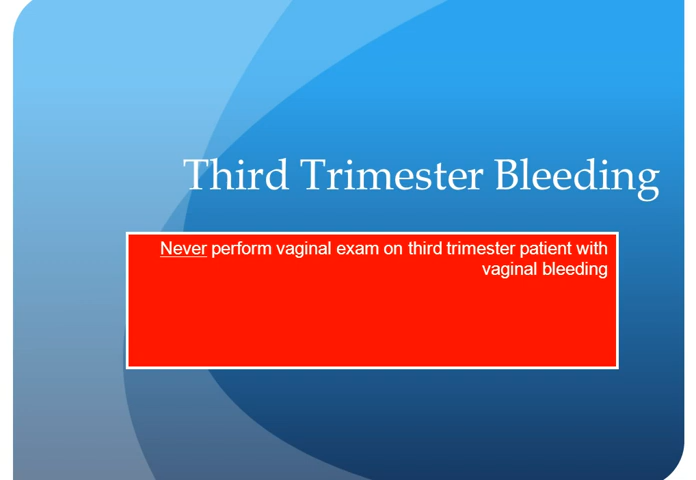 Third Trimester Bleeding
Never perform vaginal exam on third trimester patient with
vaginal bleeding